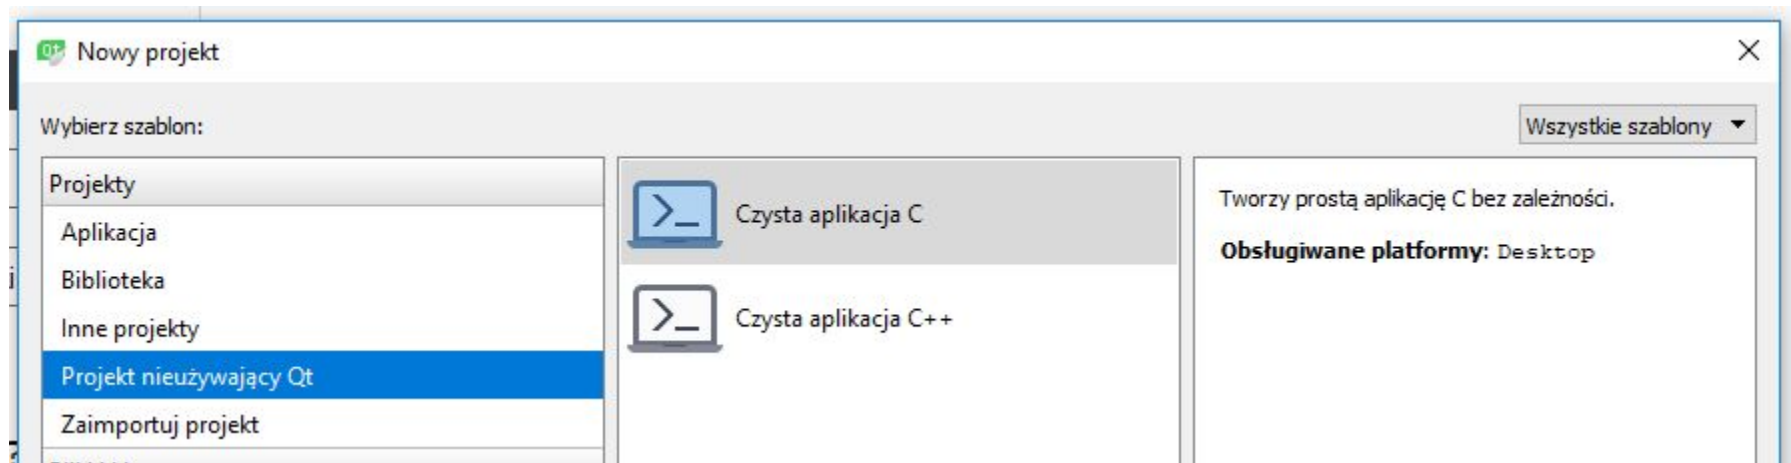 Nowy projekt
Wybierz szablon:
Wszystkie szablony
Projekty
Aplikacja
Biblioteka
Inne projekty
Projekt nieużywający Qt
Zaimportuj projekt
Czysta aplikacja C
Czysta aplikacja C++
Tworzy prostą aplikację C bez zależności.
Obsługiwane platformy: Desktop